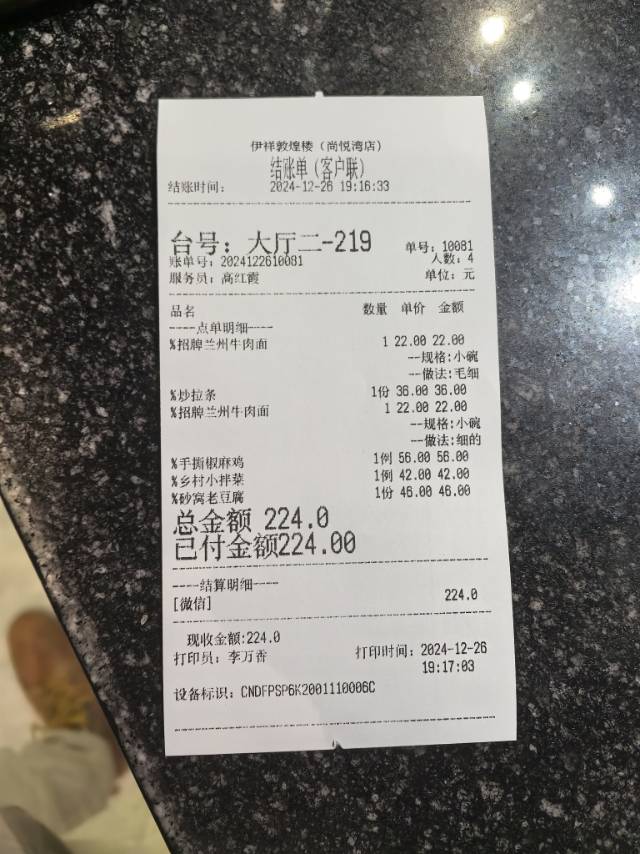 伊祥敦煌楼（尚悦湾店）
结账单（客户联）
结账时间： 2024-12-26 19:16:33
台号：大厅二-219 单号：10081
账单号：2024122610081 人数：4
服务员：高红霞 单位：元
品名 数量 单价 金额
----点单明细----
%招牌兰州牛肉面 1 22.00 22.00
--规格:小碗
--做法:毛细
%炒拉条 1份 36.00 36.00
%招牌兰州牛肉面 1 22.00 22.00
--规格:小碗
--做法:细的
%手撕椒麻鸡 1例 56.00 56.00
%乡村小拌菜 1例 42.00 42.00
%砂窝老豆腐 1份 46.00 46.00
总金额 224.0
已付金额224.00
----结算明细----
[微信] 224.0
现收金额:224.0
打印员：李万香 打印时间：2024-12-26
19:17:03
设备标识：CNDFPSP6K2001110006C